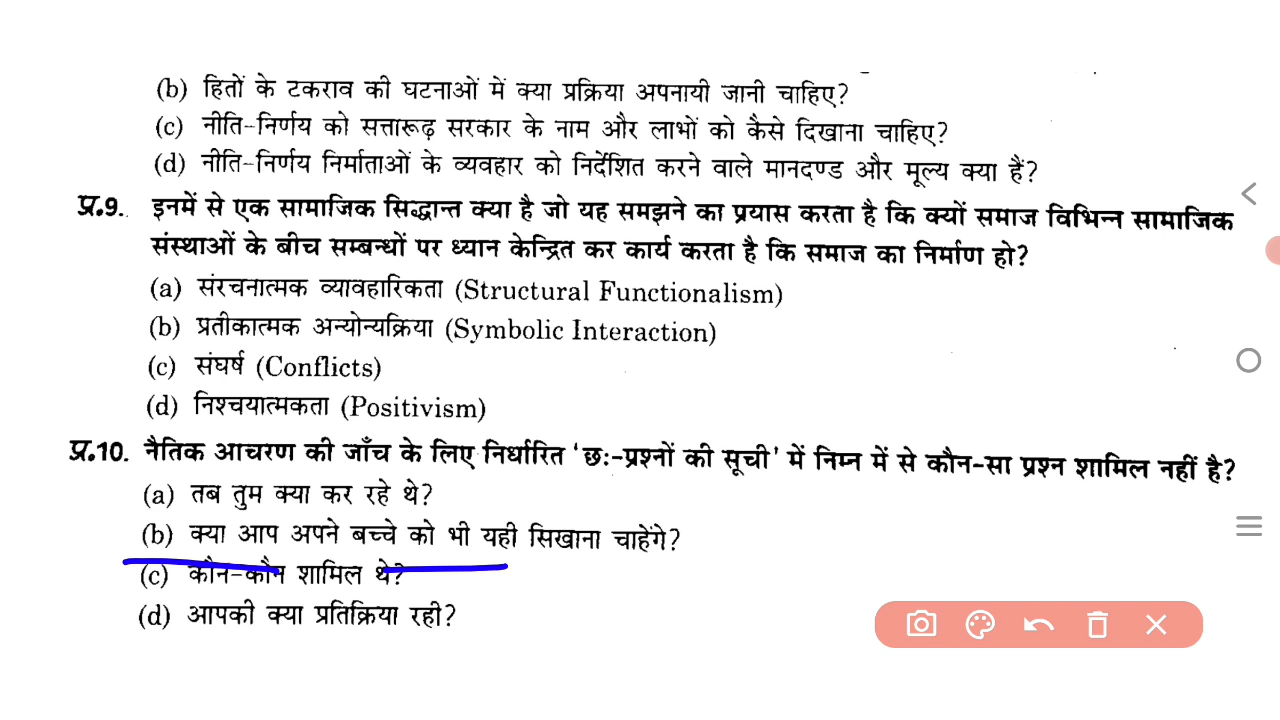 (b) हितों के टकराव की घटनाओं में क्या प्रक्रिया अपनायी जानी चाहिए?
(c) नीति-निर्णय को सत्तारूढ़ सरकार के नाम और लाभों को कैसे दिखाना चाहिए?
(d) नीति-निर्णय निर्माताओं के व्यवहार को निर्देशित करने वाले मानदण्ड और मूल्य क्या हैं?
प्र.9. इनमें से एक सामाजिक सिद्धान्त क्या है जो यह समझने का प्रयास करता है कि क्यों समाज विभिन्न सामाजिक
संस्थाओं के बीच सम्बन्धों पर ध्यान केन्द्रित कर कार्य करता है कि समाज का निर्माण हो?
(a) संरचनात्मक व्यावहारिकता (Structural Functionalism)
(b) प्रतीकात्मक अन्योन्यक्रिया (Symbolic Interaction)
(c) संघर्ष (Conflicts)
(d) निश्चयात्मकता (Positivism)
प्र.10. नैतिक आचरण की जाँच के लिए निर्धारित 'छः-प्रश्नों की सूची' में निम्न में से कौन-सा प्रश्न शामिल नहीं है?
(a) तब तुम क्या कर रहे थे?
(b) क्या आप अपने बच्चे को भी यही सिखाना चाहेंगे?
(c) कौन-कौन शामिल थे?
(d) आपकी क्या प्रतिक्रिया रही?